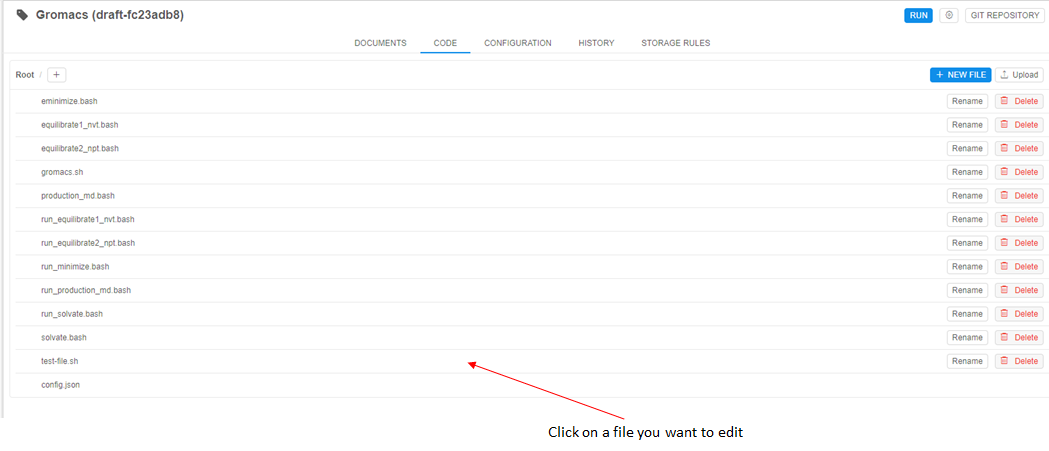 Gromacs (draft-fc23adb8)
RUN
GIT REPOSITORY
DOCUMENTS CODE CONFIGURATION HISTORY STORAGE RULES
Root / +
+ NEW FILE Upload
eminimize.bash Rename Delete
equilibrate1_nvt.bash Rename Delete
equilibrate2_npt.bash Rename Delete
gromacs.sh Rename Delete
production_md.bash Rename Delete
run_equilibrate1_nvt.bash Rename Delete
run_equilibrate2_npt.bash Rename Delete
run_minimize.bash Rename Delete
run_production_md.bash Rename Delete
run_solvate.bash Rename Delete
solvate.bash Rename Delete
test-file.sh Rename Delete
config.json
Click on a file you want to edit